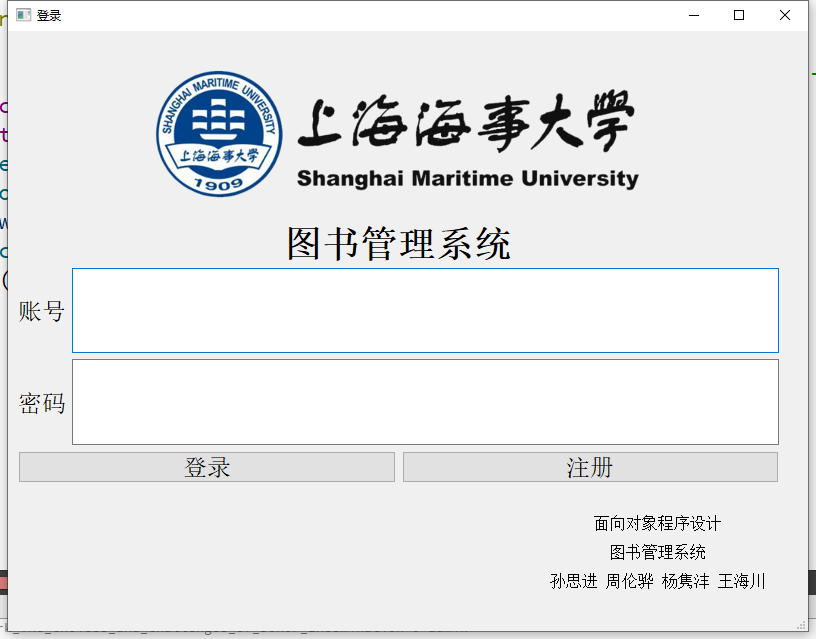 登录
SHANGHAI MARITIME UNIVERSITY
上海海事大学
1909
上海海事大学
Shanghai Maritime University
图书管理系统
账号
密码
登录 注册
面向对象程序设计
图书管理系统
孙思进 周伦骅 杨隽沣 王海川